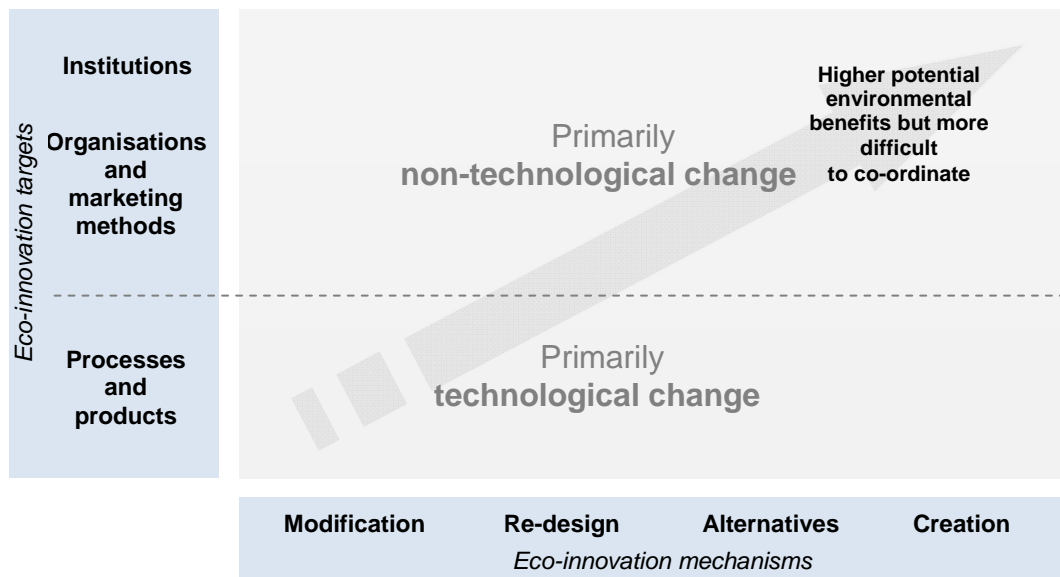 Eco-innovation targets
Institutions
Organisations
and
marketing
methods
Processes
and
products
Primarily
non-technological change
Higher potential
environmental
benefits but more
difficult
to co-ordinate
Primarily
technological change
Modification Re-design Alternatives Creation
Eco-innovation mechanisms